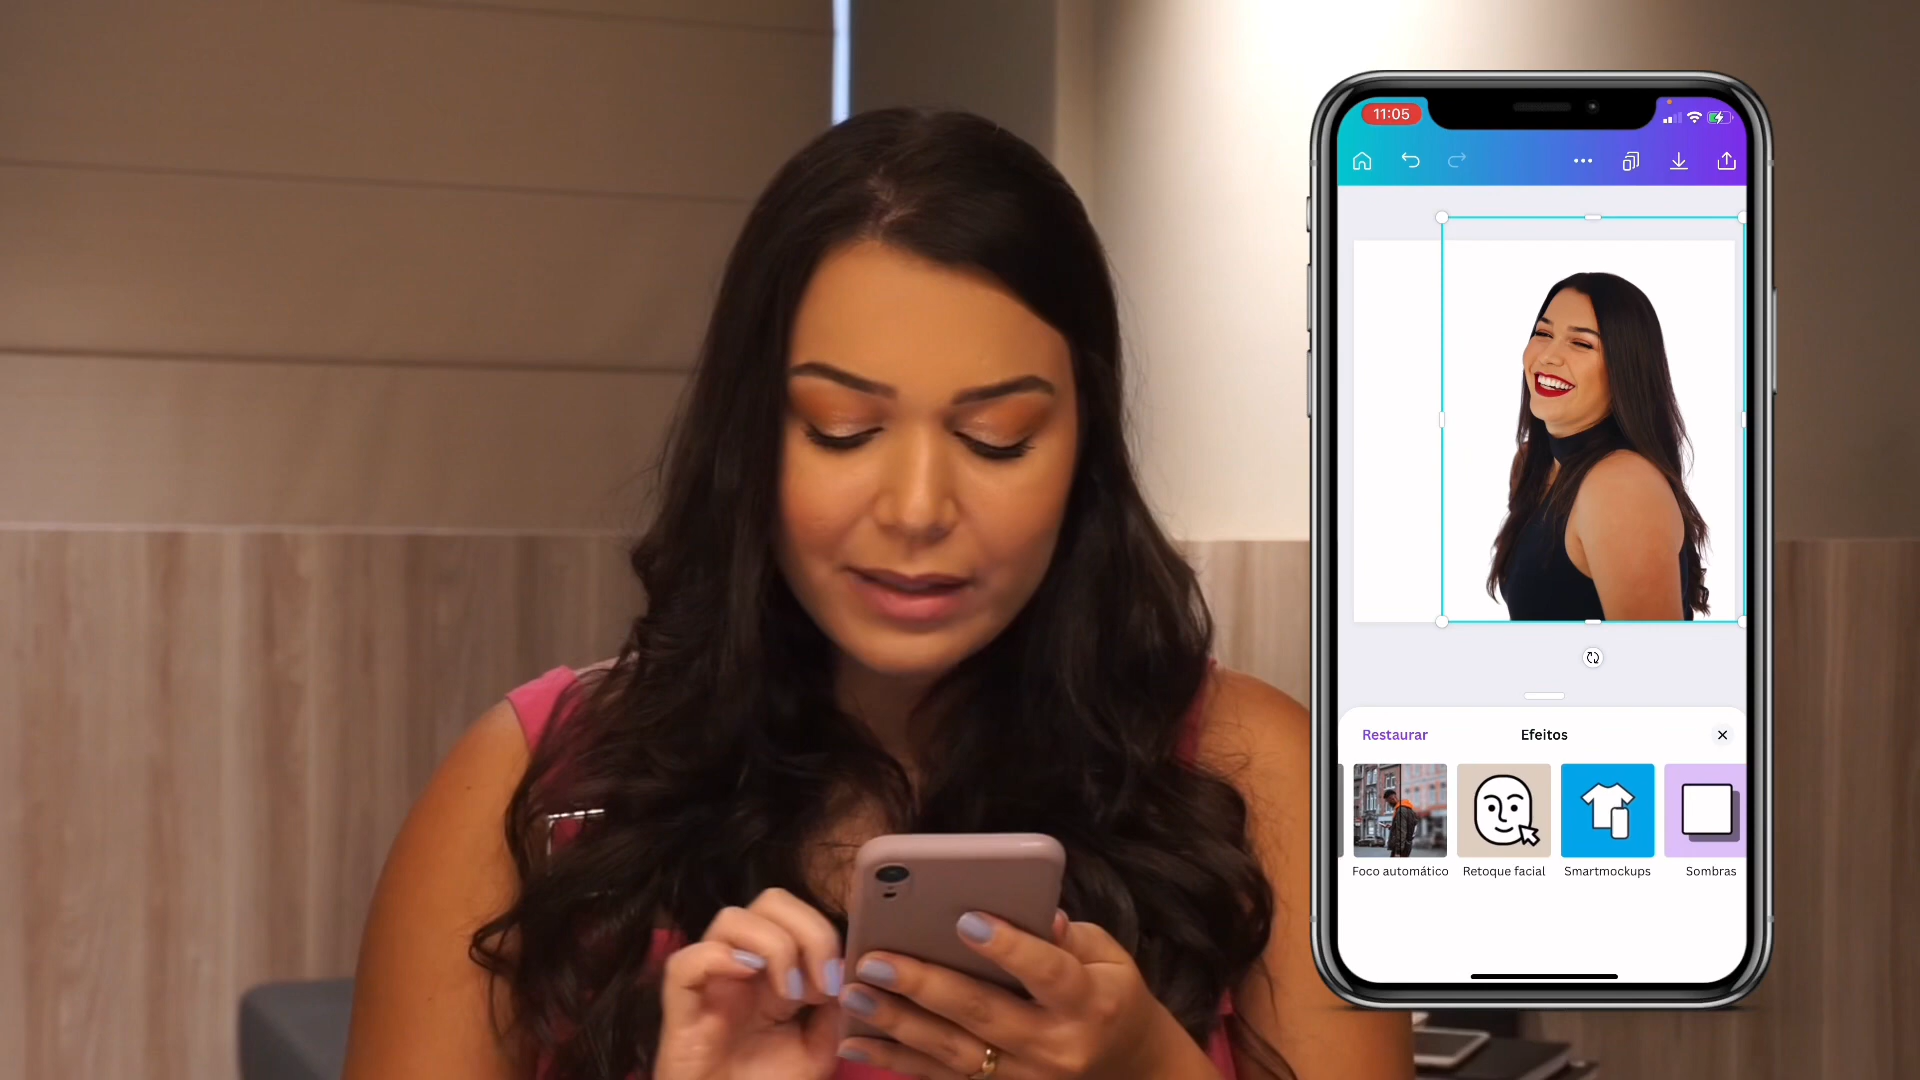 11:05
Restaurar
Efeitos
Foco automático
Retoque facial
Smartmockups
Sombras